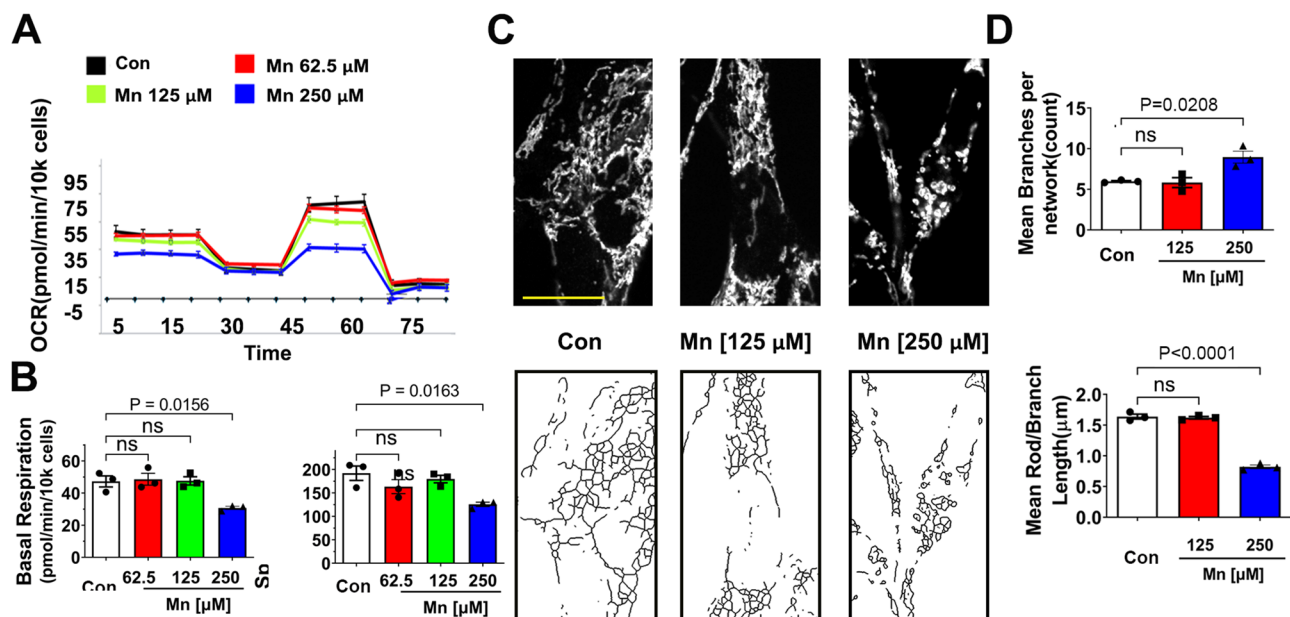 A
Con
Mn 62.5 μM
Mn 125 μM
Mn 250 μM
OCR(pmol/min/10k cells)
95
75
55
35
15
-5
5
15
30
45
60
75
Time
B
P = 0.0156
ns
ns
Basal Respiration
(pmol/min/10k cells)
60
40
20
0
Con
62.5
125
250
Mn [μM]
P = 0.0163
ns
ns
200
150
100
50
0
Con
62.5
125
250
Mn [μM]
C
Con
Mn [125 μM]
Mn [250 μM]
D
P=0.0208
ns
Mean Branches per
network(count)
15
10
5
0
Con
125
250
Mn [μM]
P<0.0001
ns
Mean Rod/Branch
Length(μm)
2.0
1.5
1.0
0.5
0.0
Con
125
250
Mn [μM]